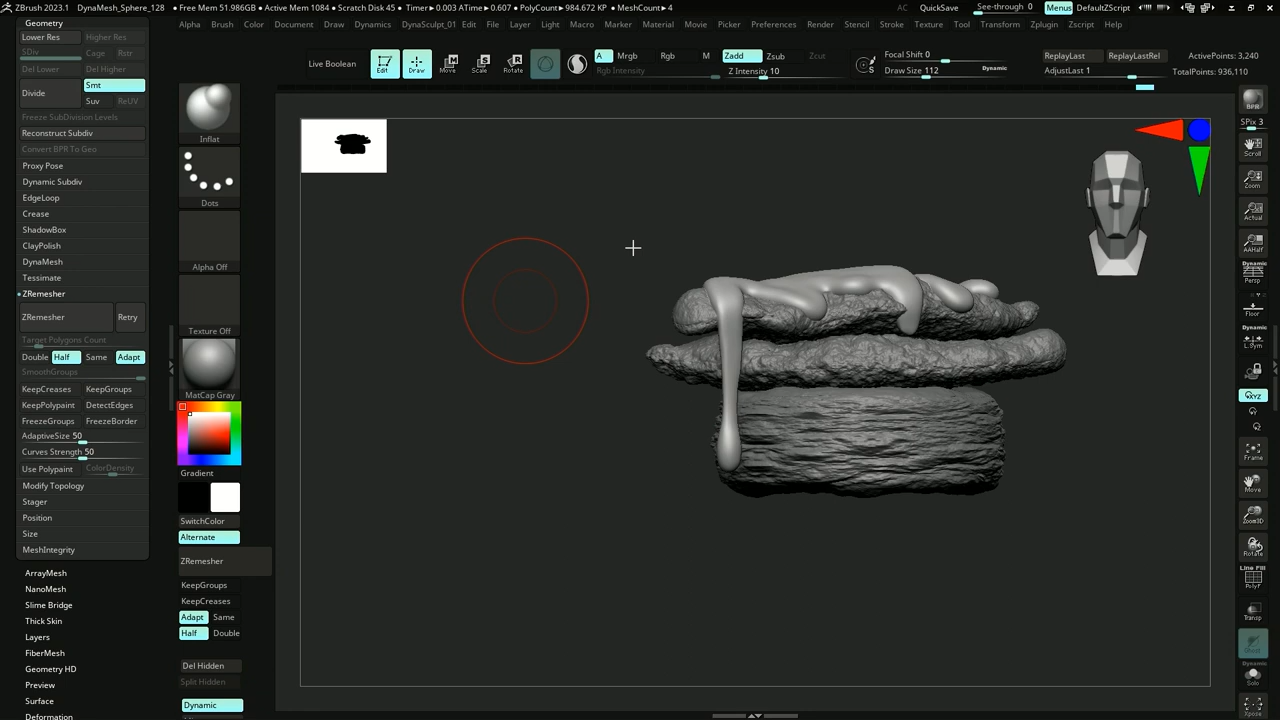 ZBrush 2023.1 DynaMesh_Sphere_128 • Free Mem 51.986GB • Active Mem 1084 • Scratch Disk 45 • Timer▸0.003 ATime▸0.607 • PolyCount▸984.672 KP • MeshCount▸4 AC QuickSave See-through 0 Menus DefaultZScript
Alpha Brush Color Document Draw Dynamics DynaSculpt_01 Edit File Layer Light Macro Marker Material Movie Picker Preferences Render Stencil Stroke Texture Tool Transform Zplugin Zscript Help
Geometry
Lower Res Higher Res
SDiv Cage Rstr
Del Lower Del Higher
Divide Smt
Suv ReUV
Freeze SubDivision Levels
Reconstruct Subdiv
Convert BPR To Geo
Proxy Pose
Dynamic Subdiv
EdgeLoop
Crease
ShadowBox
ClayPolish
DynaMesh
Tessimate
ZRemesher
ZRemesher Retry
Target Polygons Count
Double Half Same Adapt
SmoothGroups
KeepCreases KeepGroups
KeepPolypaint DetectEdges
FreezeGroups FreezeBorder
AdaptiveSize 50
Curves Strength 50
Use Polypaint ColorDensity
Modify Topology
Stager
Position
Size
MeshIntegrity
ArrayMesh
NanoMesh
Slime Bridge
Thick Skin
Layers
FiberMesh
Geometry HD
Preview
Surface
Deformation
Inflat
Dots
Alpha Off
Texture Off
MatCap Gray
Gradient
SwitchColor
Alternate
ZRemesher
KeepGroups
KeepCreases
Adapt Same
Half Double
Del Hidden
Split Hidden
Dynamic
Live Boolean Edit Draw Move Scale Rotate
A Mrgb Rgb M Zadd Zsub Zcut
Rgb Intensity Z Intensity 10
S Focal Shift 0
Draw Size 112 Dynamic
ReplayLast ReplayLastRel
AdjustLast 1
ActivePoints: 3,240
TotalPoints: 936,110
BPR
SPix 3
Scroll
Zoom
Actual
AAHalf
Dynamic
Persp
Floor
Dynamic
L.Sym
XYZ
Frame
Move
Zoom3D
Rotate
Line Fill
PolyF
Transp
Ghost
Dynamic
Solo
Xpose